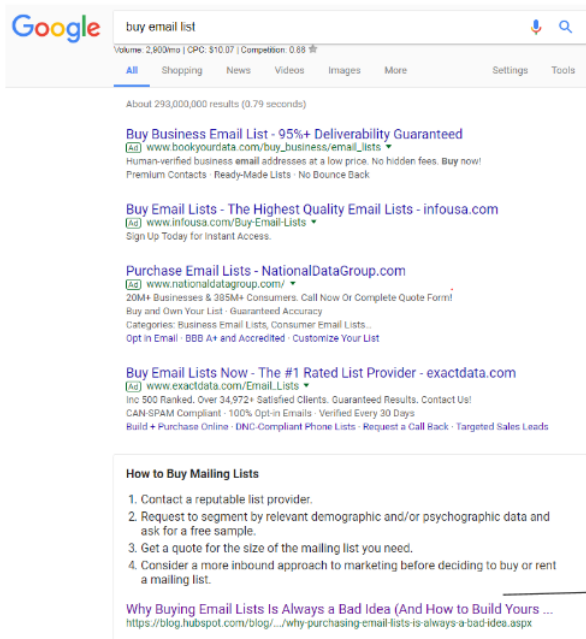 Google
buy email list
Volume: 2,900/mo | CPC: $10.07 | Competition: 0.88
All Shopping News Videos Images More Settings Tools
About 293,000,000 results (0.79 seconds)
Buy Business Email List - 95%+ Deliverability Guaranteed
Ad www.bookyourdata.com/buy_business/email_lists
Human-verified business email addresses at a low price. No hidden fees. Buy now!
Premium Contacts · Ready-Made Lists · No Bounce Back
Buy Email Lists - The Highest Quality Email Lists - infousa.com
Ad www.infousa.com/Buy-Email-Lists
Sign Up Today for Instant Access.
Purchase Email Lists - NationalDataGroup.com
Ad www.nationaldatagroup.com/
20M+ Businesses & 385M+ Consumers. Call Now Or Complete Quote Form!
Buy and Own Your List · Guaranteed Accuracy
Categories: Business Email Lists, Consumer Email Lists...
Opt in Email · BBB A+ and Accredited · Customize Your List
Buy Email Lists Now - The #1 Rated List Provider - exactdata.com
Ad www.exactdata.com/Email_Lists
Inc 500 Ranked. Over 34,972+ Satisfied Clients. Guaranteed Results. Contact Us!
CAN-SPAM Compliant · 100% Opt-in Emails · Verified Every 30 Days
Build + Purchase Online · DNC-Compliant Phone Lists · Request a Call Back · Targeted Sales Leads
How to Buy Mailing Lists
1. Contact a reputable list provider.
2. Request to segment by relevant demographic and/or psychographic data and
ask for a free sample.
3. Get a quote for the size of the mailing list you need.
4. Consider a more inbound approach to marketing before deciding to buy or rent
a mailing list.
Why Buying Email Lists Is Always a Bad Idea (And How to Build Yours ...
https://blog.hubspot.com/blog/.../why-purchasing-email-lists-is-always-a-bad-idea.aspx